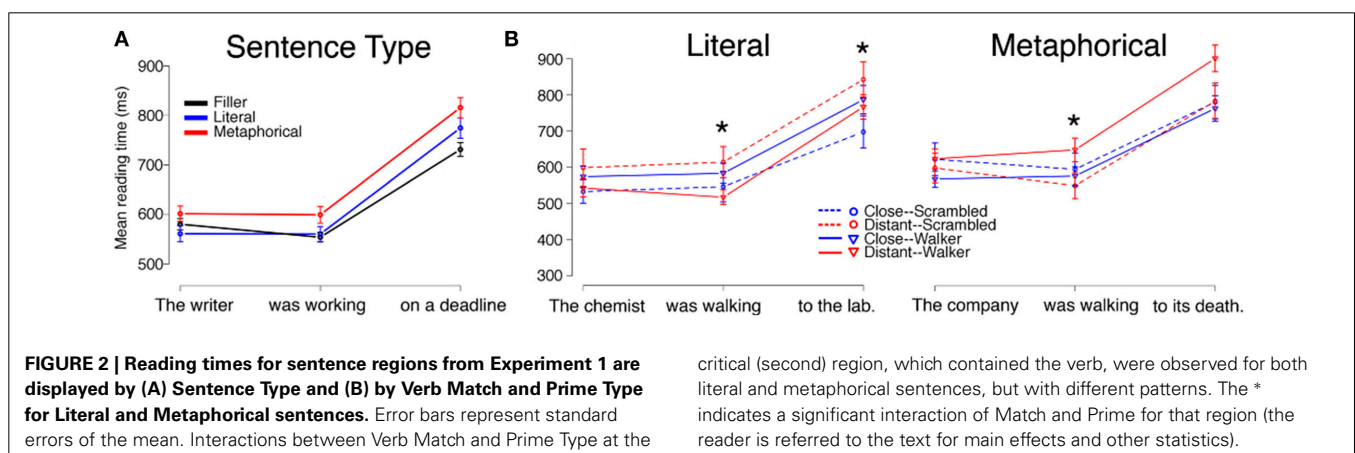 A
Sentence Type
900
800
700
600
500
Mean reading time (ms)
Filler
Literal
Metaphorical
The writer
was working
on a deadline
B
Literal
Metaphorical
900
800
700
600
500
400
300
*
*
*
Close--Scrambled
Distant--Scrambled
Close--Walker
Distant--Walker
The chemist
was walking
to the lab.
The company
was walking
to its death.
FIGURE 2 | Reading times for sentence regions from Experiment 1 are
displayed by (A) Sentence Type and (B) by Verb Match and Prime Type
for Literal and Metaphorical sentences. Error bars represent standard
errors of the mean. Interactions between Verb Match and Prime Type at the
critical (second) region, which contained the verb, were observed for both
literal and metaphorical sentences, but with different patterns. The *
indicates a significant interaction of Match and Prime for that region (the
reader is referred to the text for main effects and other statistics).